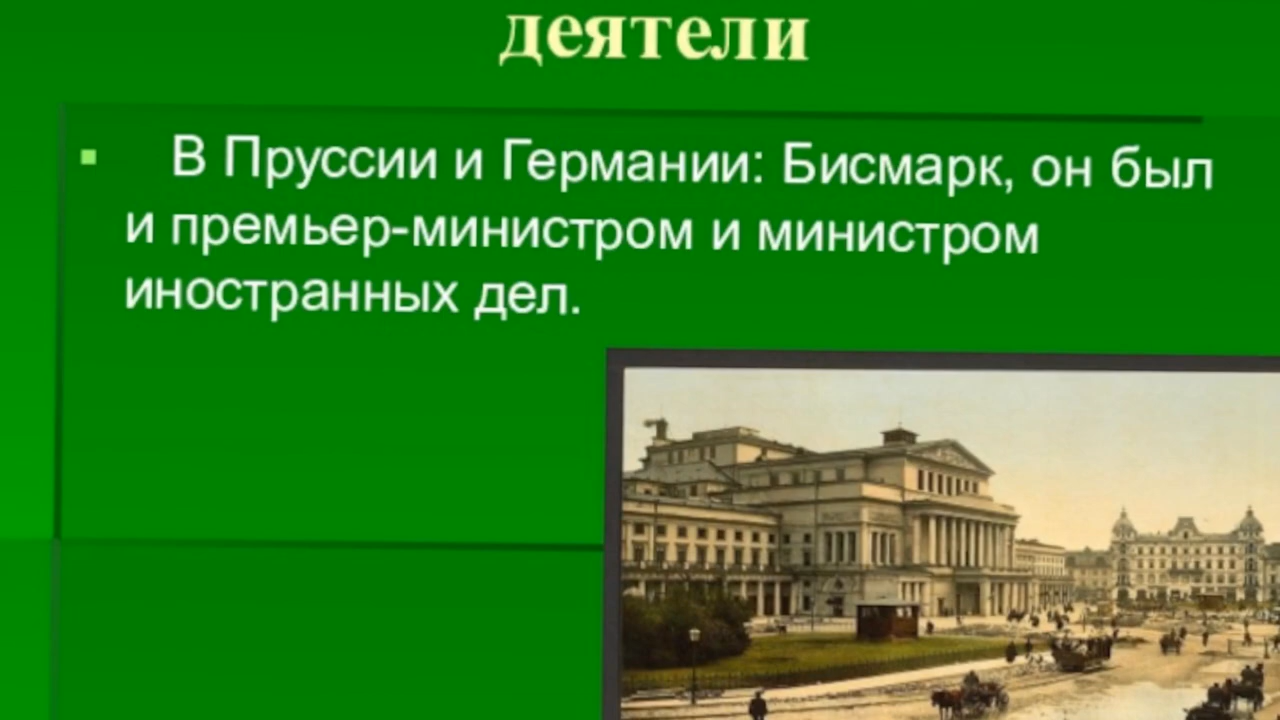 деятели
В Пруссии и Германии: Бисмарк, он был
и премьер-министром и министром
иностранных дел.